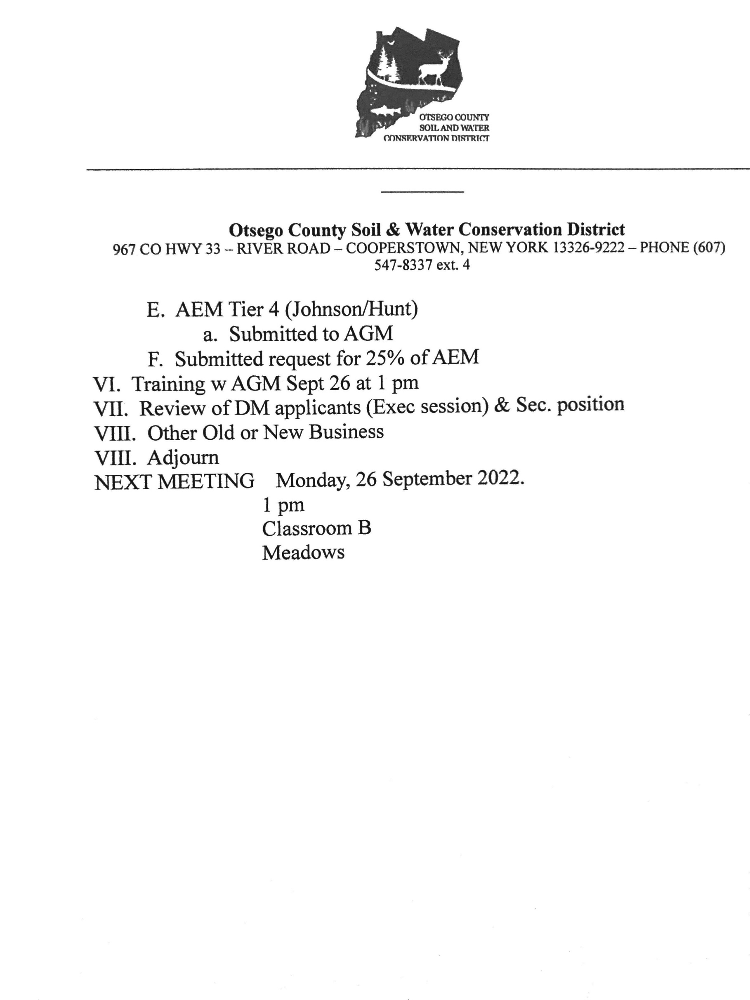 OTSEGO COUNTY
SOIL AND WATER
CONSERVATION DISTRICT
Otsego County Soil & Water Conservation District
967 CO HWY 33 – RIVER ROAD – COOPERSTOWN, NEW YORK 13326-9222 – PHONE (607)
547-8337 ext. 4
E. AEM Tier 4 (Johnson/Hunt)
a. Submitted to AGM
F. Submitted request for 25% of AEM
VI. Training w AGM Sept 26 at 1 pm
VII. Review of DM applicants (Exec session) & Sec. position
VIII. Other Old or New Business
VIII. Adjourn
NEXT MEETING Monday, 26 September 2022.
1 pm
Classroom B
Meadows